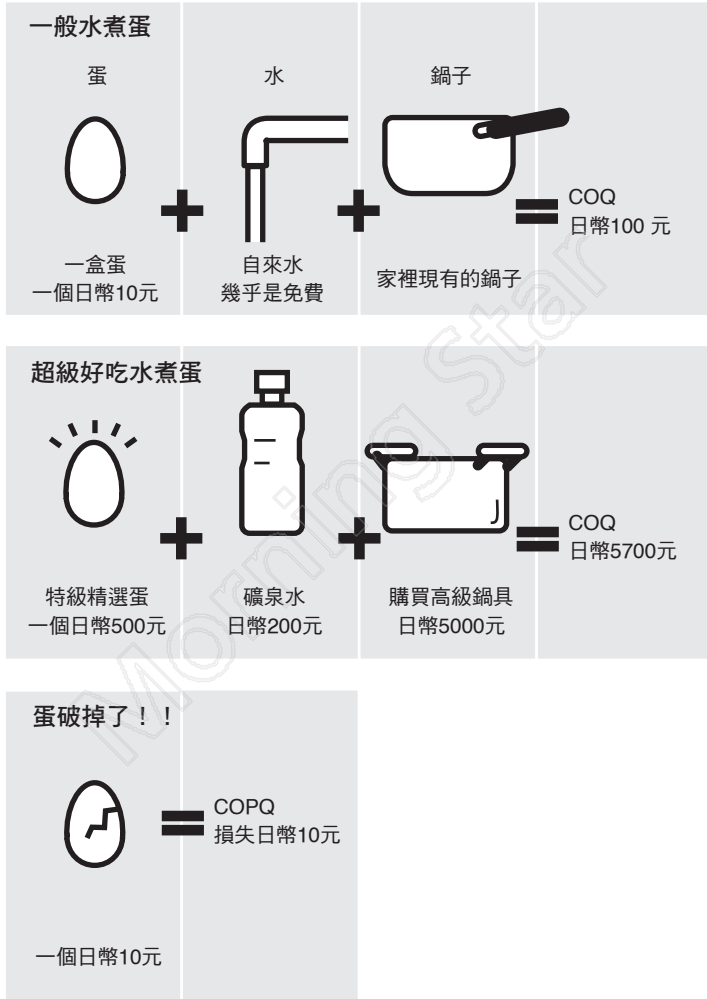 一般水煮蛋
蛋
水
鍋子
COQ
日幣100 元
一盒蛋
一個日幣10元
自來水
幾乎是免費
家裡現有的鍋子
超級好吃水煮蛋
COQ
日幣5700元
特級精選蛋
一個日幣500元
礦泉水
日幣200元
購買高級鍋具
日幣5000元
蛋破掉了！！
COPQ
損失日幣10元
一個日幣10元
Morning Star